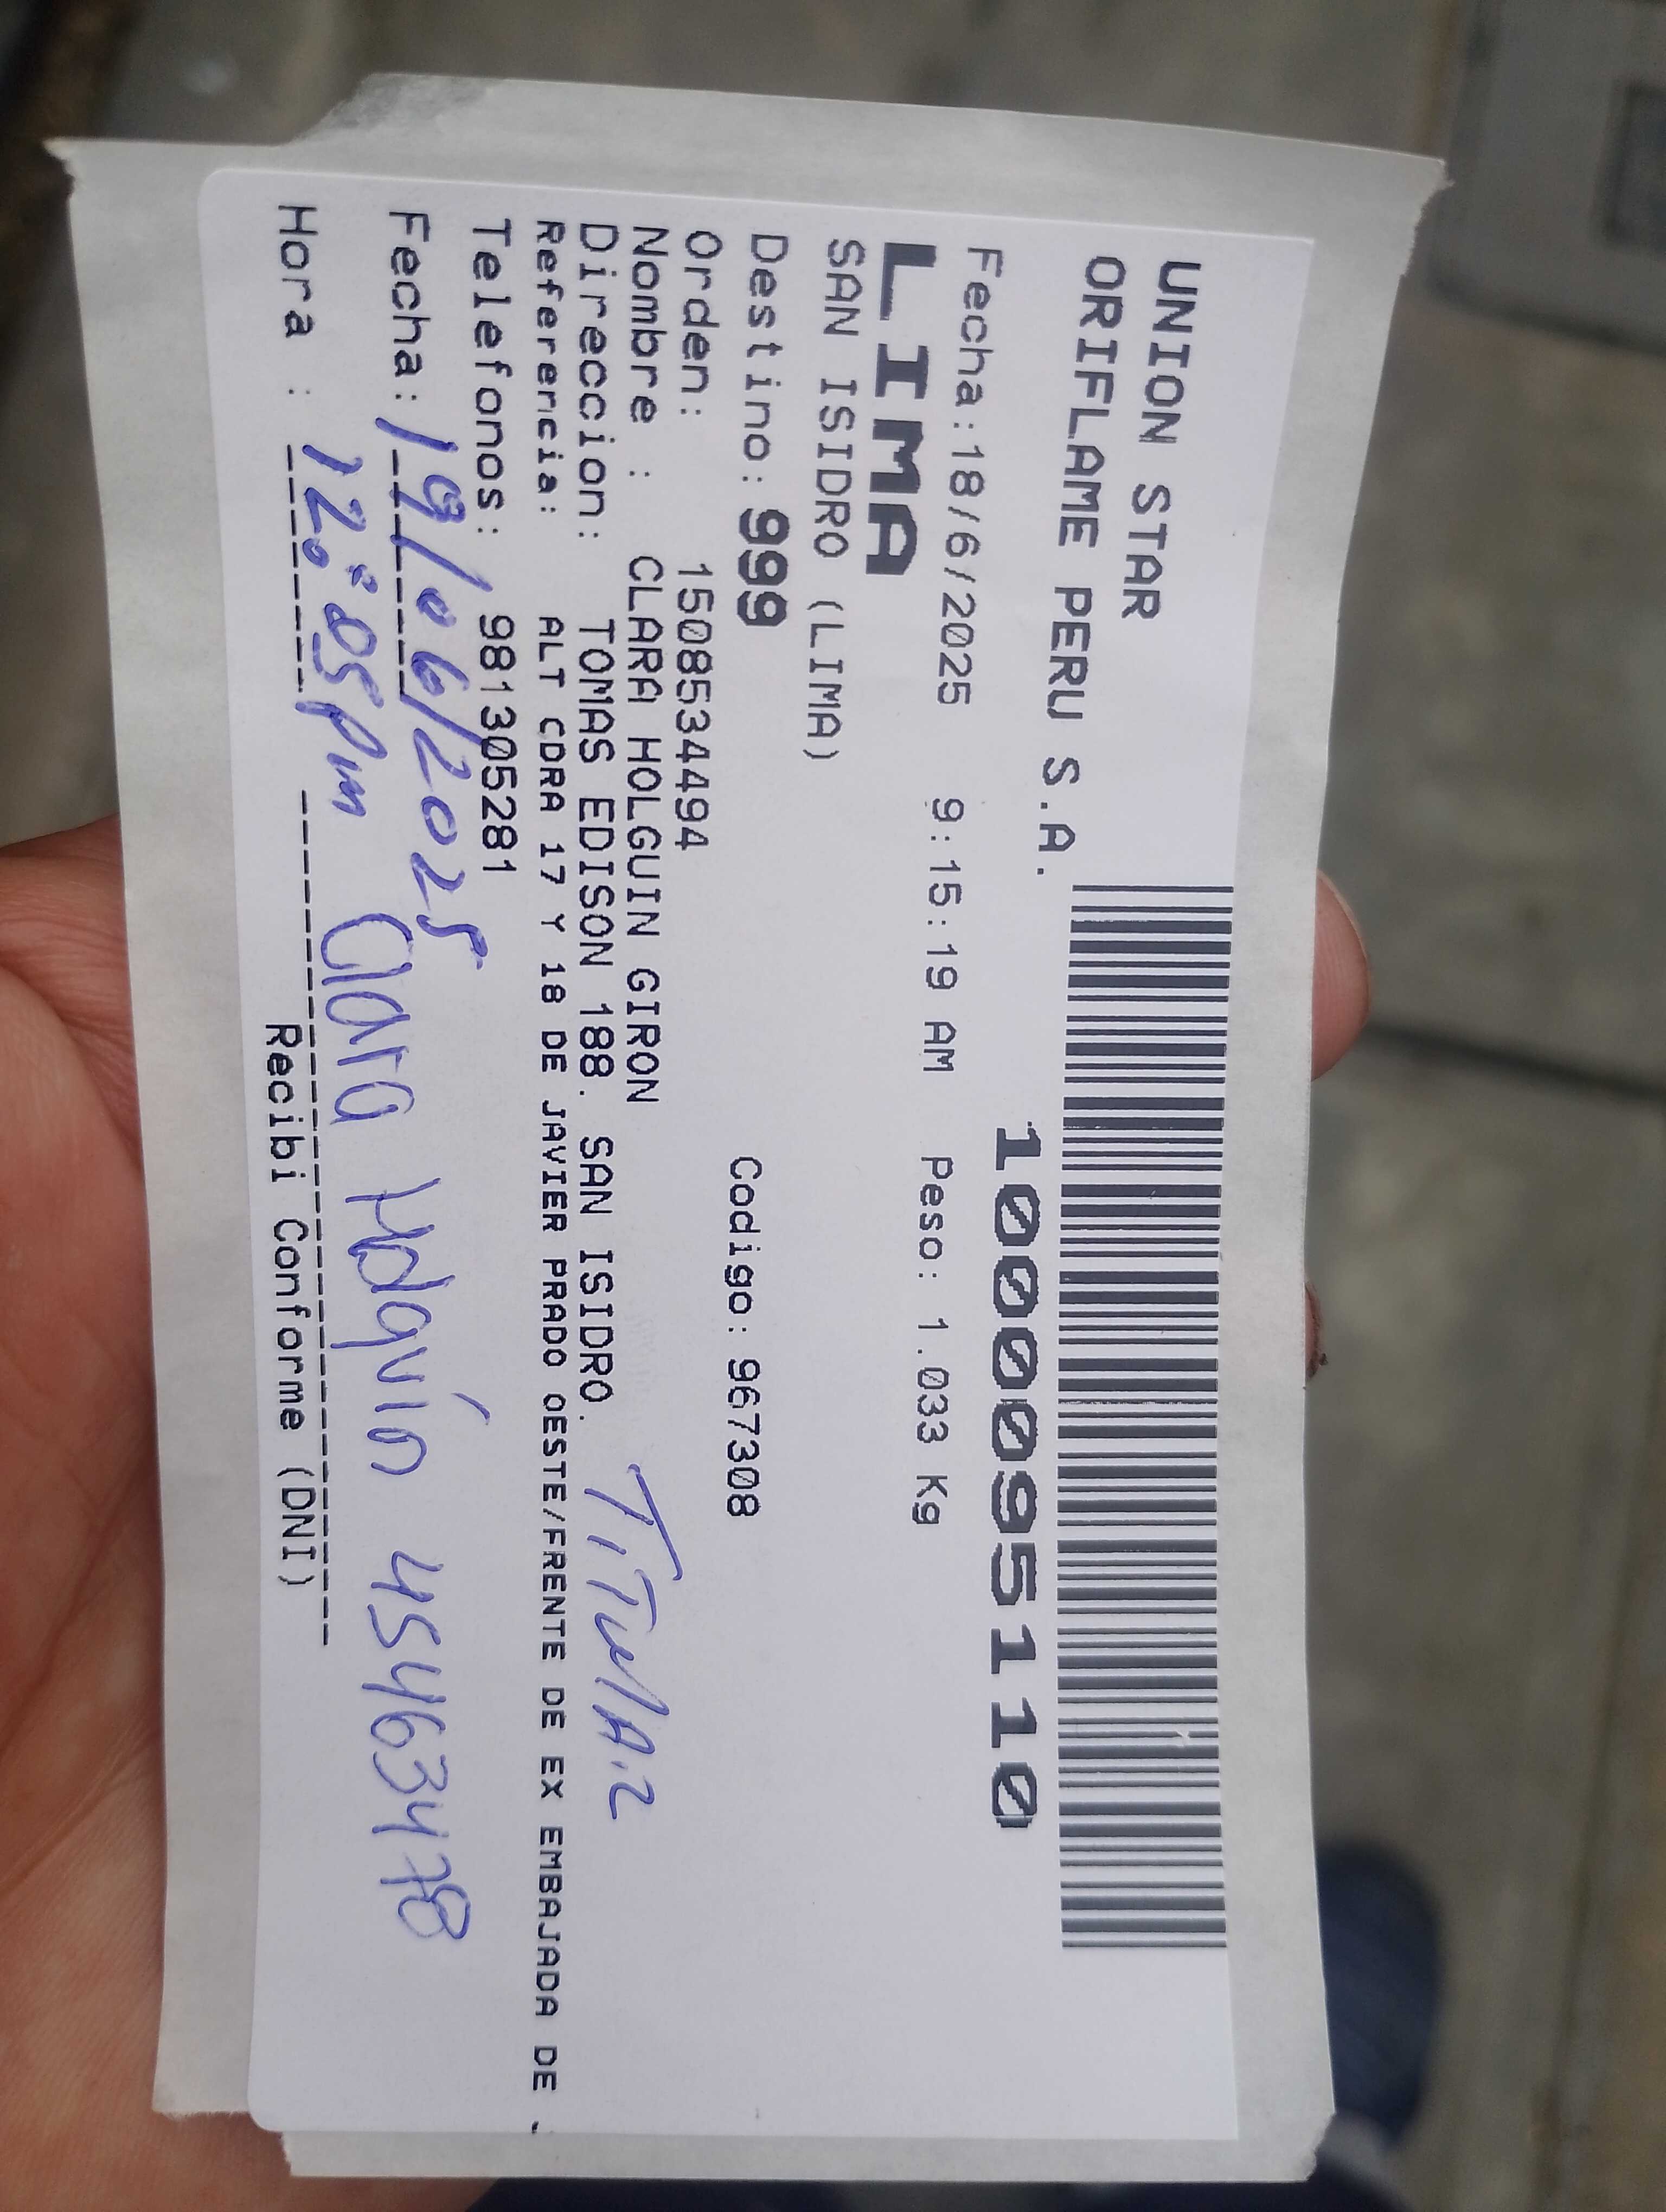 UNION STAR
ORIFLAME PERU S.A.
1000095110
Fecha:18/6/2025 9:15:19 AM Peso: 1.033 Kg
LIMA
SAN ISIDRO (LIMA)
Destino: 999 Codigo: 967308
Orden: 1508534494
Nombre : CLARA HOLGUIN GIRON
Direccion: TOMAS EDISON 188. SAN ISIDRO.
TiTulAR
Referencia: ALT CDRA 17 Y 18 DE JAVIER PRADO OESTE/FRENTE DE EX EMBAJADA DE
Telefonos: 981305281
Fecha: 19/06/2025
Hora : 12:05pm Clara Holguín 45463478
Recibi Conforme (DNI)